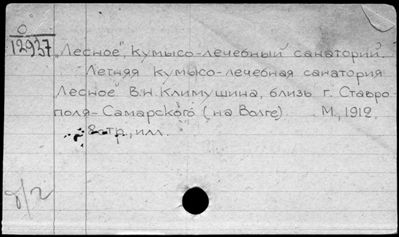 О
12937
„Лесное", кумысо-лечебный санаторий.
Летняя кумысо-лечебная санатория
Лесное" В.Н. Климушина, близь г. Ставро
поля-Самарского (на Волге). М., 1912.
8 стр., илл.
б/г